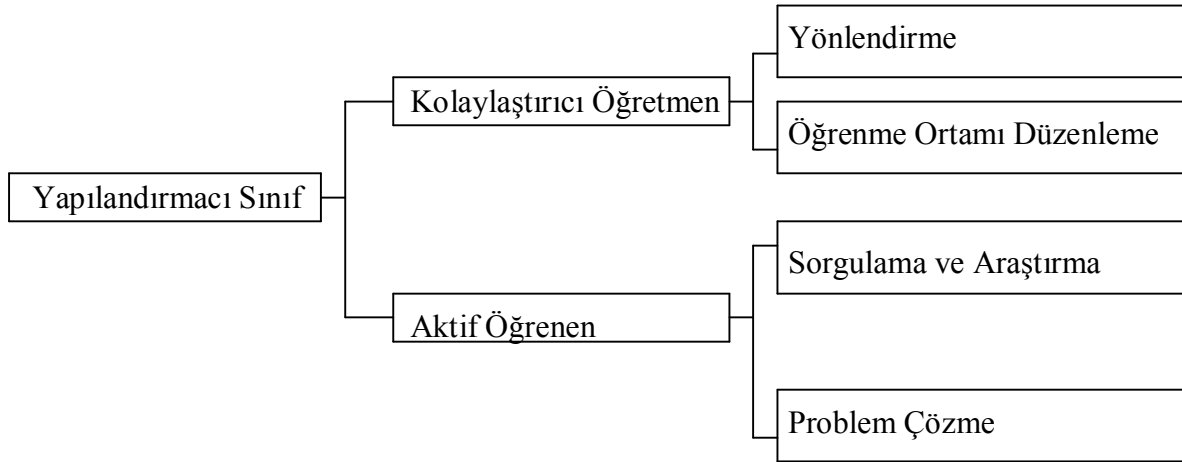 Yapılandırmacı Sınıf
Kolaylaştırıcı Öğretmen
Yönlendirme
Öğrenme Ortamı Düzenleme
Aktif Öğrenen
Sorgulama ve Araştırma
Problem Çözme